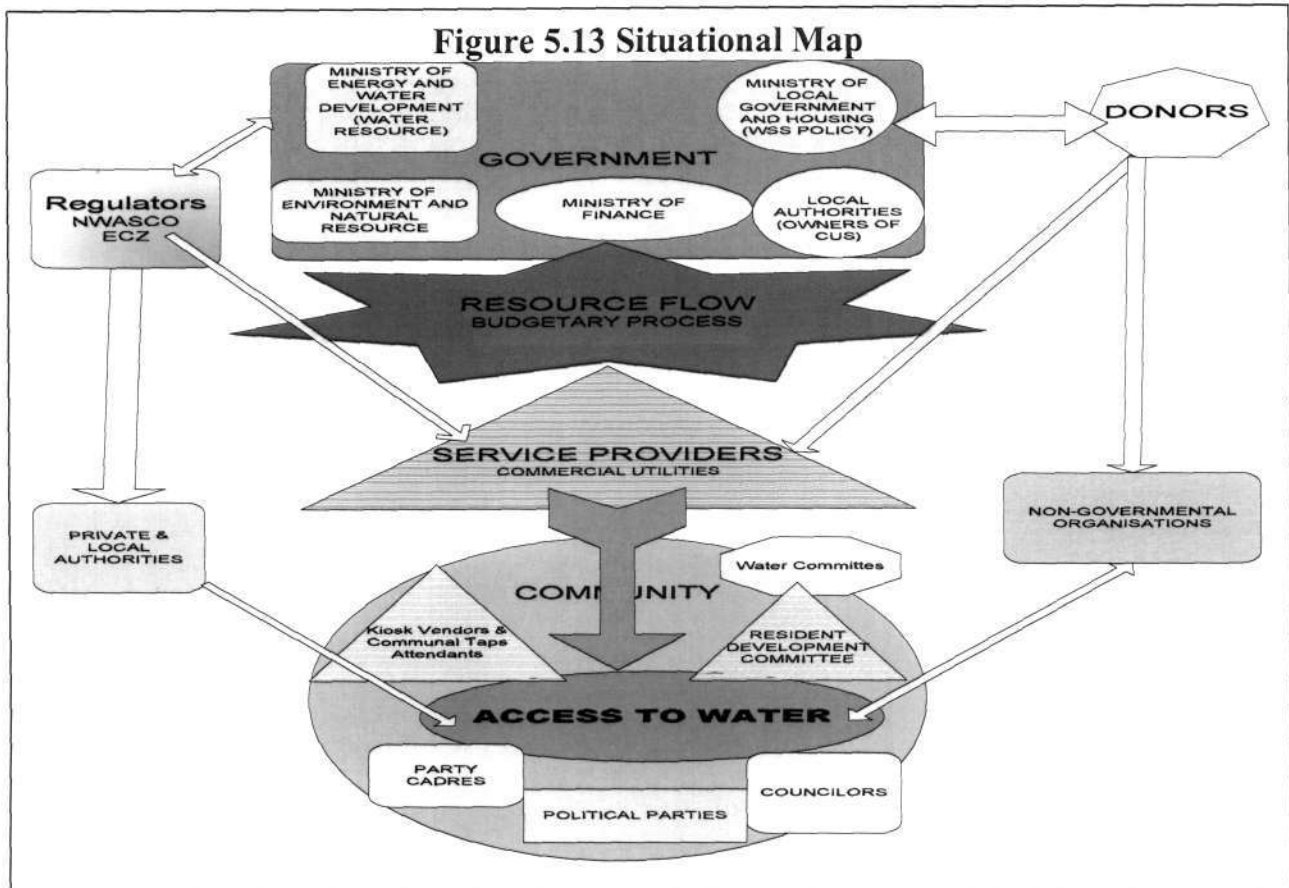 Figure 5.13 Situational Map
MINISTRY OF
ENERGY AND
WATER
DEVELOPMENT
(WATER
RESOURCE)
MINISTRY OF
LOCAL
GOVERNMENT
AND HOUSING
(WSS POLICY)
DONORS
GOVERNMENT
Regulators
NWASCO
ECZ
MINISTRY OF
ENVIRONMENT AND
NATURAL
RESOURCE
MINISTRY OF
FINANCE
LOCAL
AUTHORITIES
(OWNERS OF
CUS)
RESOURCE FLOW
BUDGETARY PROCESS
SERVICE PROVIDERS
COMMERCIAL UTILITIES
PRIVATE &
LOCAL
AUTHORITIES
NON-GOVERNMENTAL
ORGANISATIONS
Water Committes
COMMUNITY
Kiosk Vendors &
Communal Taps
Attendants
RESIDENT
DEVELOPMENT
COMMITTEE
ACCESS TO WATER
PARTY
CADRES
POLITICAL PARTIES
COUNCILORS